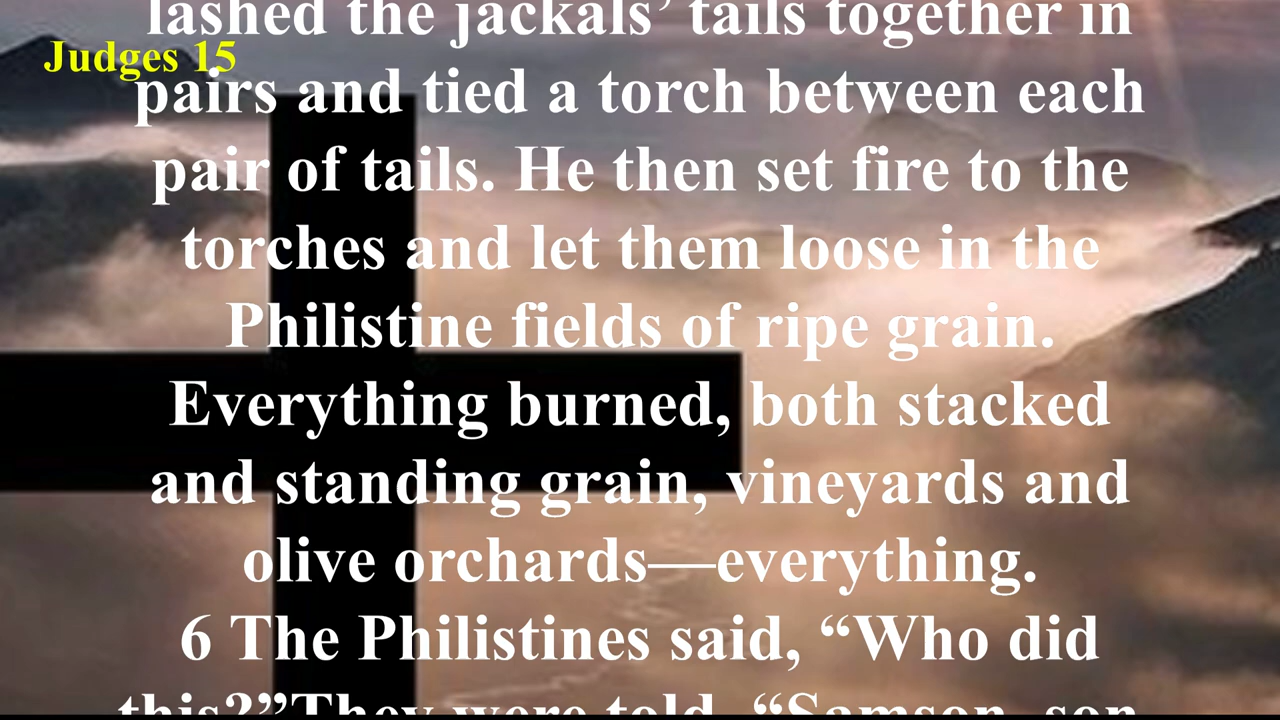 lashed the jackals’ tails together in
Judges 15
pairs and tied a torch between each
pair of tails. He then set fire to the
torches and let them loose in the
Philistine fields of ripe grain.
Everything burned, both stacked
and standing grain, vineyards and
olive orchards—everything.
6 The Philistines said, “Who did
this?”They were told, “Samson, son